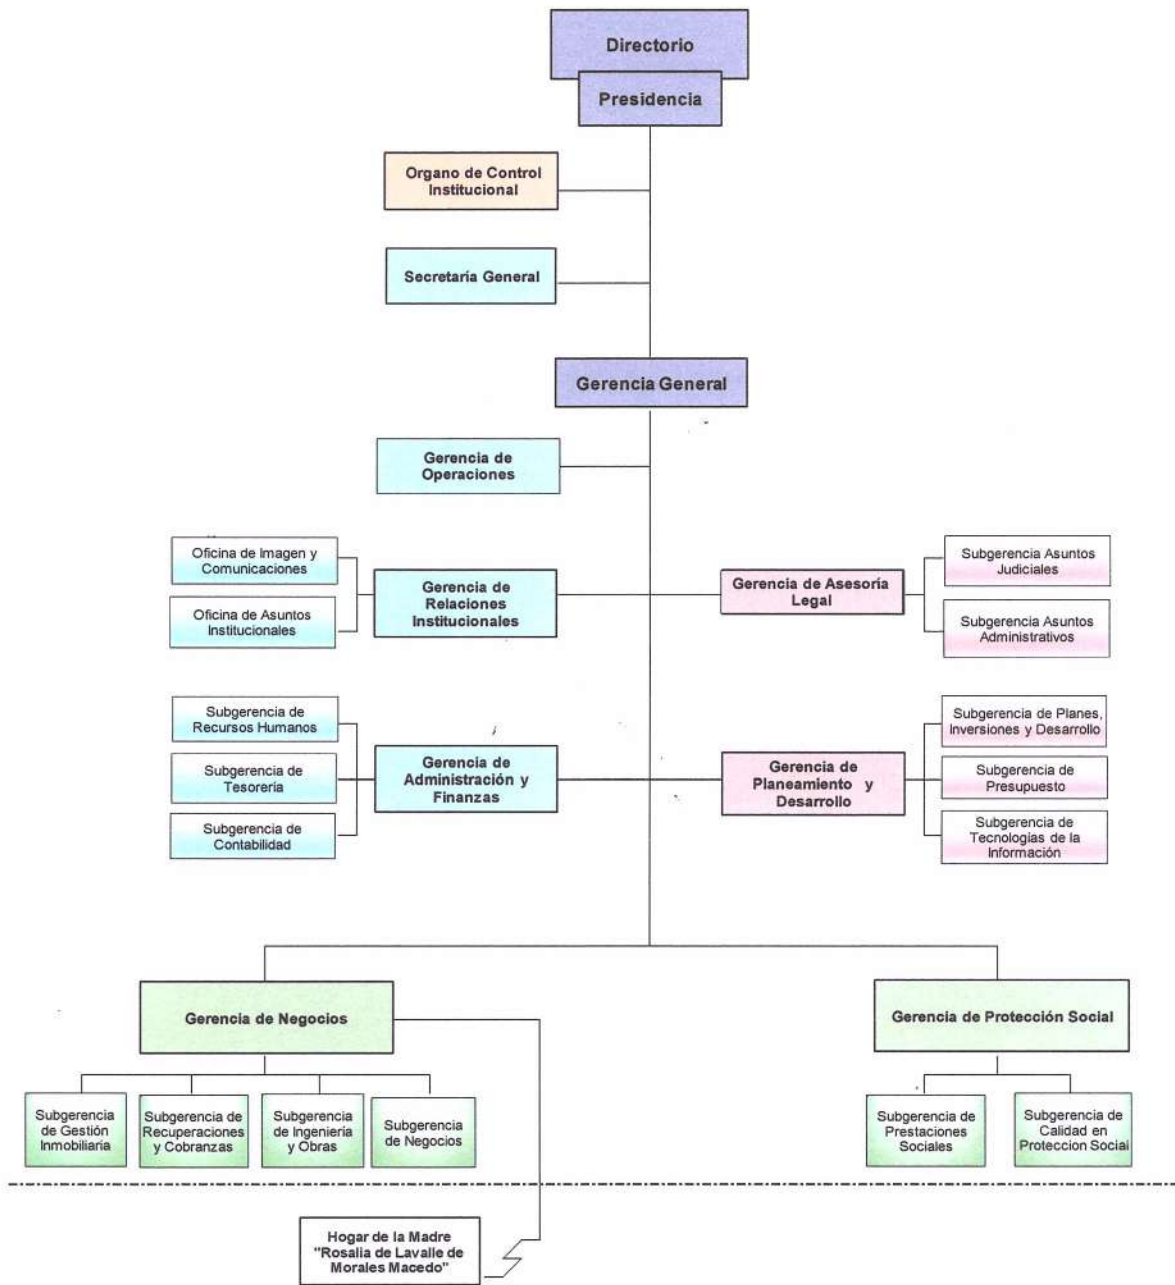 Directorio
Presidencia
Organo de Control
Institucional
Secretaría General
Gerencia General
Gerencia de
Operaciones
Oficina de Imagen y
Comunicaciones
Oficina de Asuntos
Institucionales
Gerencia de
Relaciones
Institucionales
Gerencia de Asesoría
Legal
Subgerencia Asuntos
Judiciales
Subgerencia Asuntos
Administrativos
Subgerencia de
Recursos Humanos
Subgerencia de
Tesorería
Subgerencia de
Contabilidad
Gerencia de
Administración y
Finanzas
Gerencia de
Planeamiento y
Desarrollo
Subgerencia de Planes,
Inversiones y Desarrollo
Subgerencia de
Presupuesto
Subgerencia de
Tecnologías de la
Información
Gerencia de Negocios
Gerencia de Protección Social
Subgerencia
de Gestión
Inmobiliaria
Subgerencia de
Recuperaciones
y Cobranzas
Subgerencia
de Ingeniería
y Obras
Subgerencia
de Negocios
Subgerencia de
Prestaciones
Sociales
Subgerencia de
Calidad en
Proteccion Social
Hogar de la Madre
"Rosalia de Lavalle de
Morales Macedo"